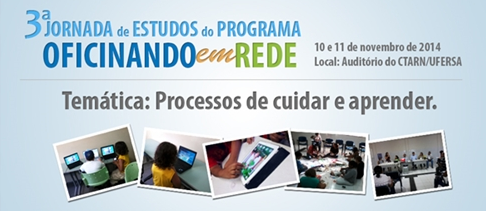 3ª JORNADA de ESTUDOS do PROGRAMA
OFICINANDO em REDE
10 e 11 de novembro de 2014
Local: Auditório do CTARN/UFERSA
Temática: Processos de cuidar e aprender.